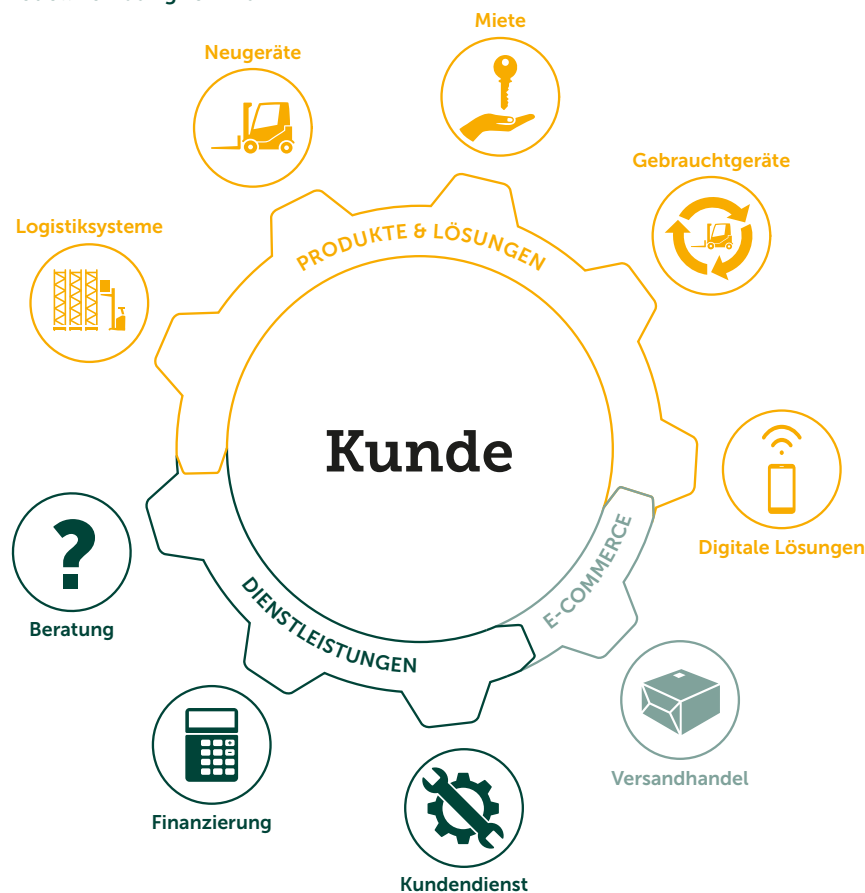 Miete
Neugeräte
Gebrauchtgeräte
Logistiksysteme
PRODUKTE & LÖSUNGEN
Kunde
Digitale Lösungen
E-COMMERCE
DIENSTLEISTUNGEN
Beratung
Versandhandel
Finanzierung
Kundendienst